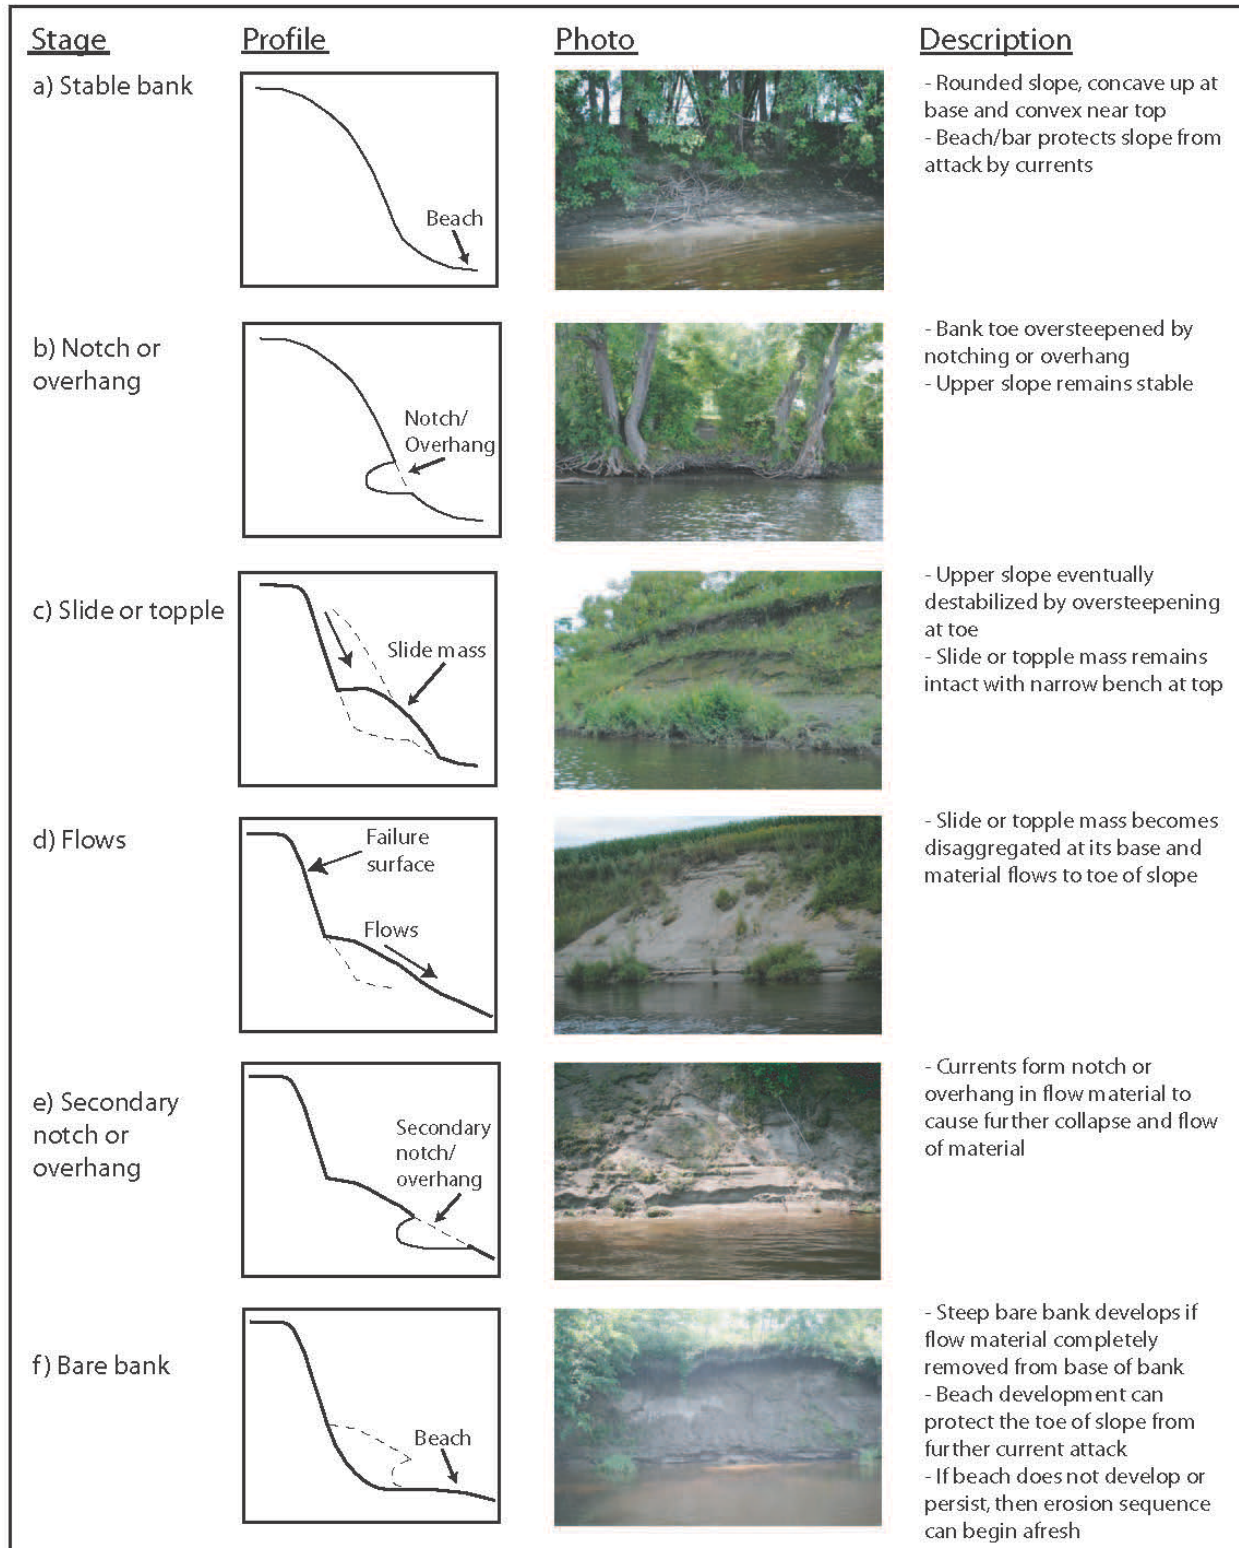 Stage
Profile
Photo
Description
a) Stable bank
Beach
- Rounded slope, concave up at
base and convex near top
- Beach/bar protects slope from
attack by currents
b) Notch or
overhang
Notch/
Overhang
- Bank toe oversteepened by
notching or overhang
- Upper slope remains stable
c) Slide or topple
Slide mass
- Upper slope eventually
destabilized by oversteepening
at toe
- Slide or topple mass remains
intact with narrow bench at top
d) Flows
Failure
surface
Flows
- Slide or topple mass becomes
disaggregated at its base and
material flows to toe of slope
e) Secondary
notch or
overhang
Secondary
notch/
overhang
- Currents form notch or
overhang in flow material to
cause further collapse and flow
of material
f) Bare bank
Beach
- Steep bare bank develops if
flow material completely
removed from base of bank
- Beach development can
protect the toe of slope from
further current attack
- If beach does not develop or
persist, then erosion sequence
can begin afresh